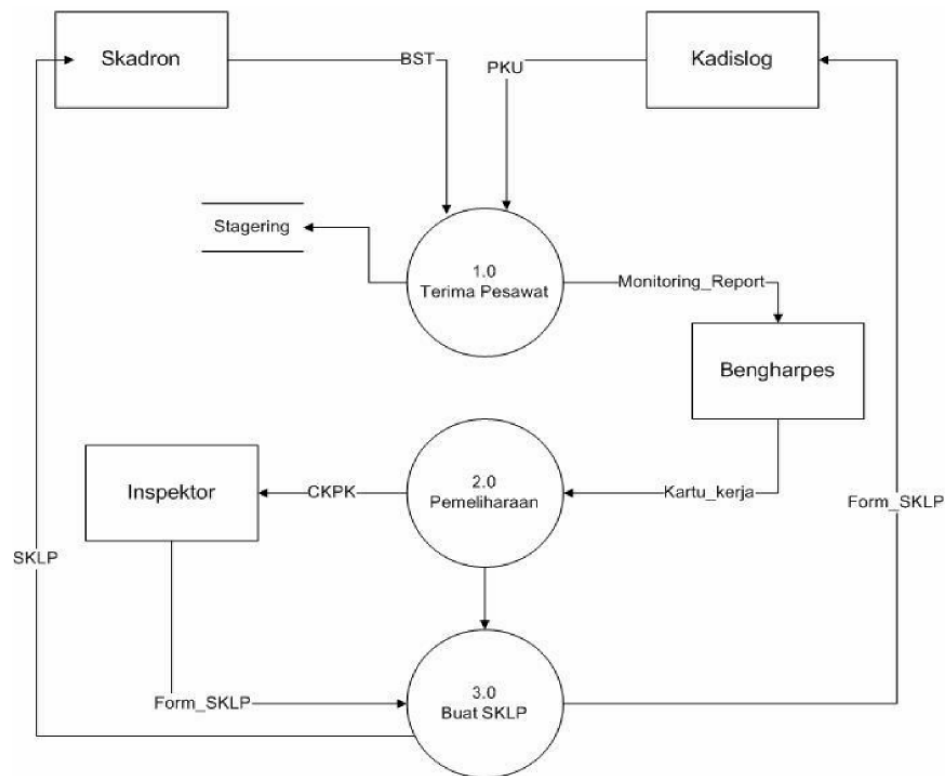 Skadron
BST
PKU
Kadislog
Stagering
1.0
Terima Pesawat
Monitoring_Report
Bengharpes
Inspektor
CKPK
2.0
Pemeliharaan
Kartu_kerja
Form_SKLP
SKLP
Form_SKLP
3.0
Buat SKLP